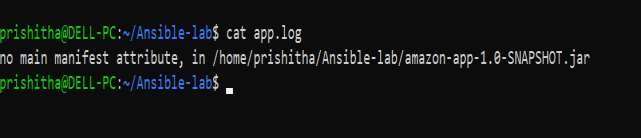 prishitha@DELL-PC:~/Ansible-lab$ cat app.log
no main manifest attribute, in /home/prishitha/Ansible-lab/amazon-app-1.0-SNAPSHOT.jar
prishitha@DELL-PC:~/Ansible-lab$